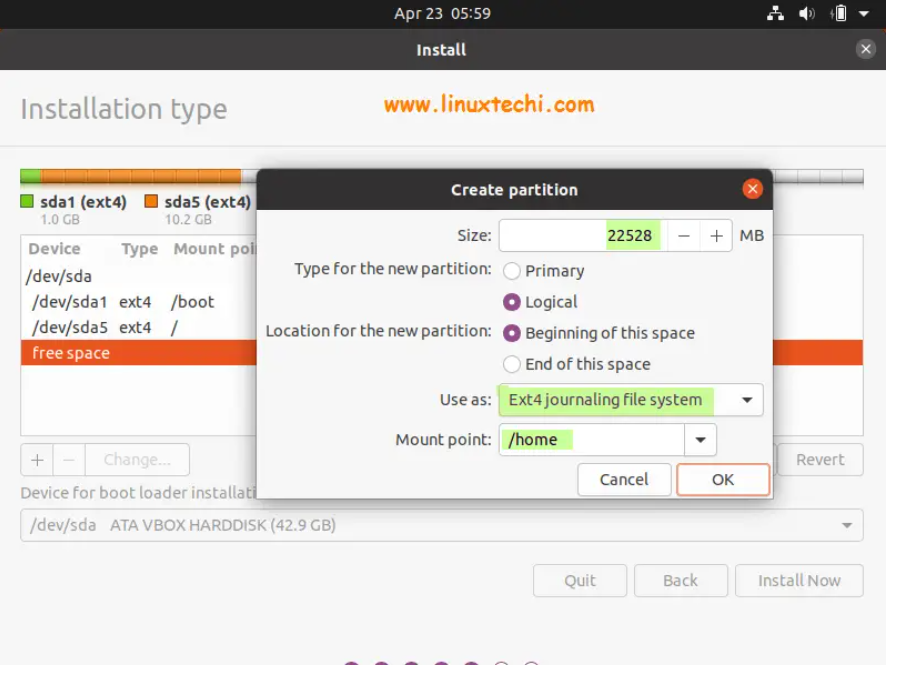 Apr 23 05:59
Install
Installation type
www.linuxtechi.com
sda1 (ext4) sda5 (ext4)
1.0 GB 10.2 GB
Create partition
Size: 22528 MB
Type for the new partition: Primary
Logical
Location for the new partition: Beginning of this space
End of this space
Use as: Ext4 journaling file system
Mount point: /home
Cancel OK
Device Type Mount poi
/dev/sda
/dev/sda1 ext4 /boot
/dev/sda5 ext4 /
free space
+ − Change... Revert
Device for boot loader installati
/dev/sda ATA VBOX HARDDISK (42.9 GB)
Quit Back Install Now